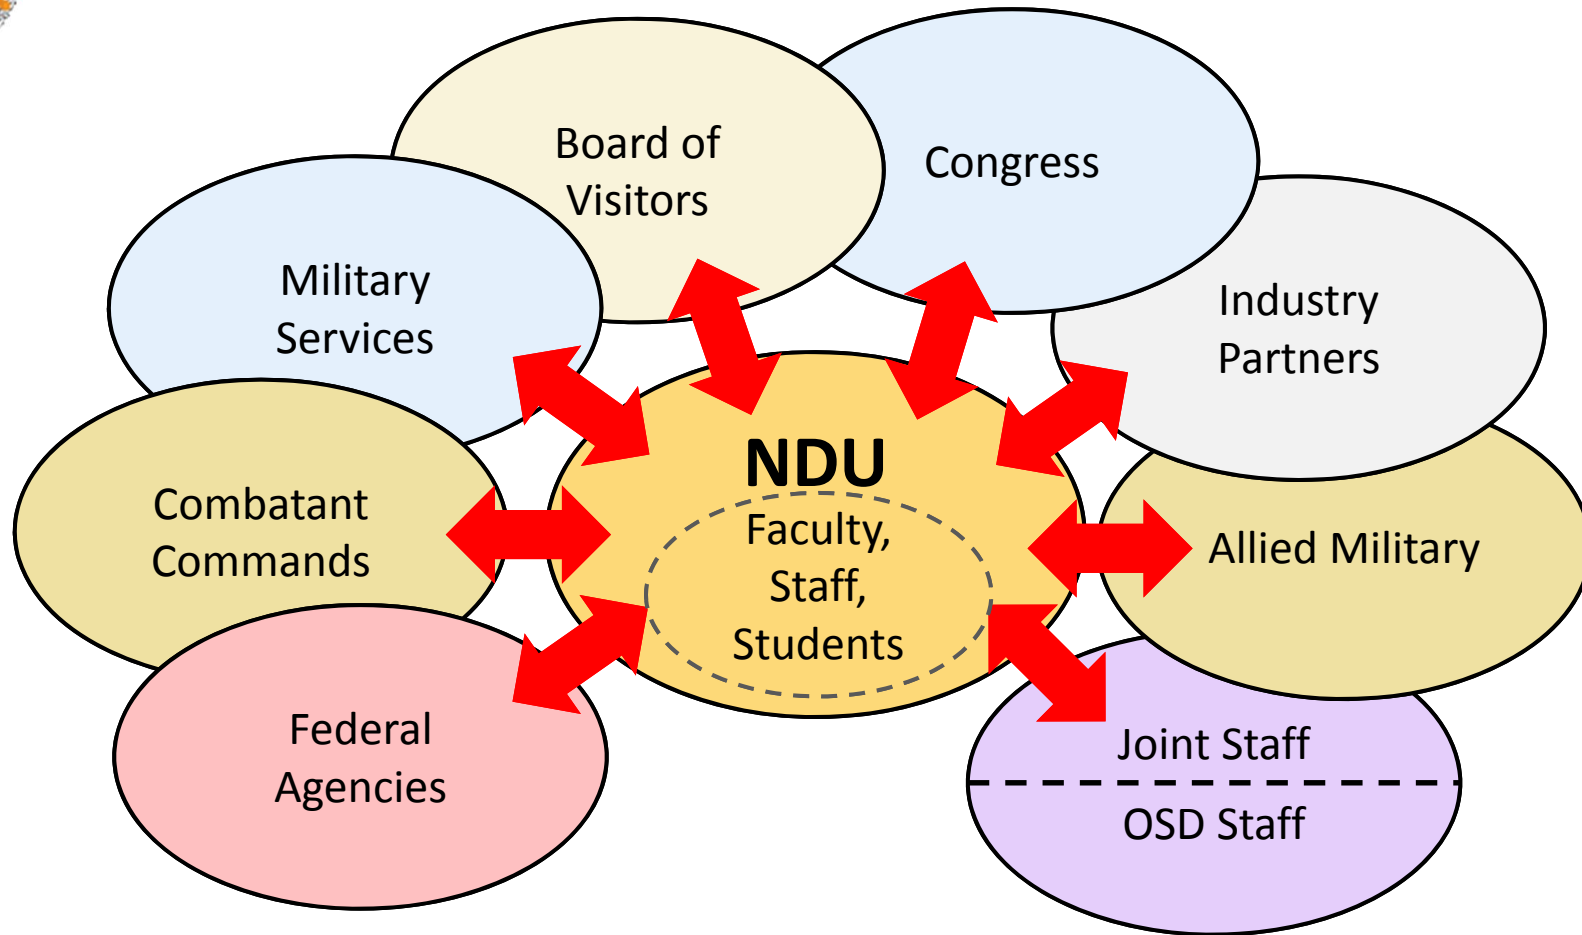 Board of
Visitors
Congress
Military
Services
Industry
Partners
NDU
Faculty,
Staff,
Students
Combatant
Commands
Allied Military
Federal
Agencies
Joint Staff
OSD Staff